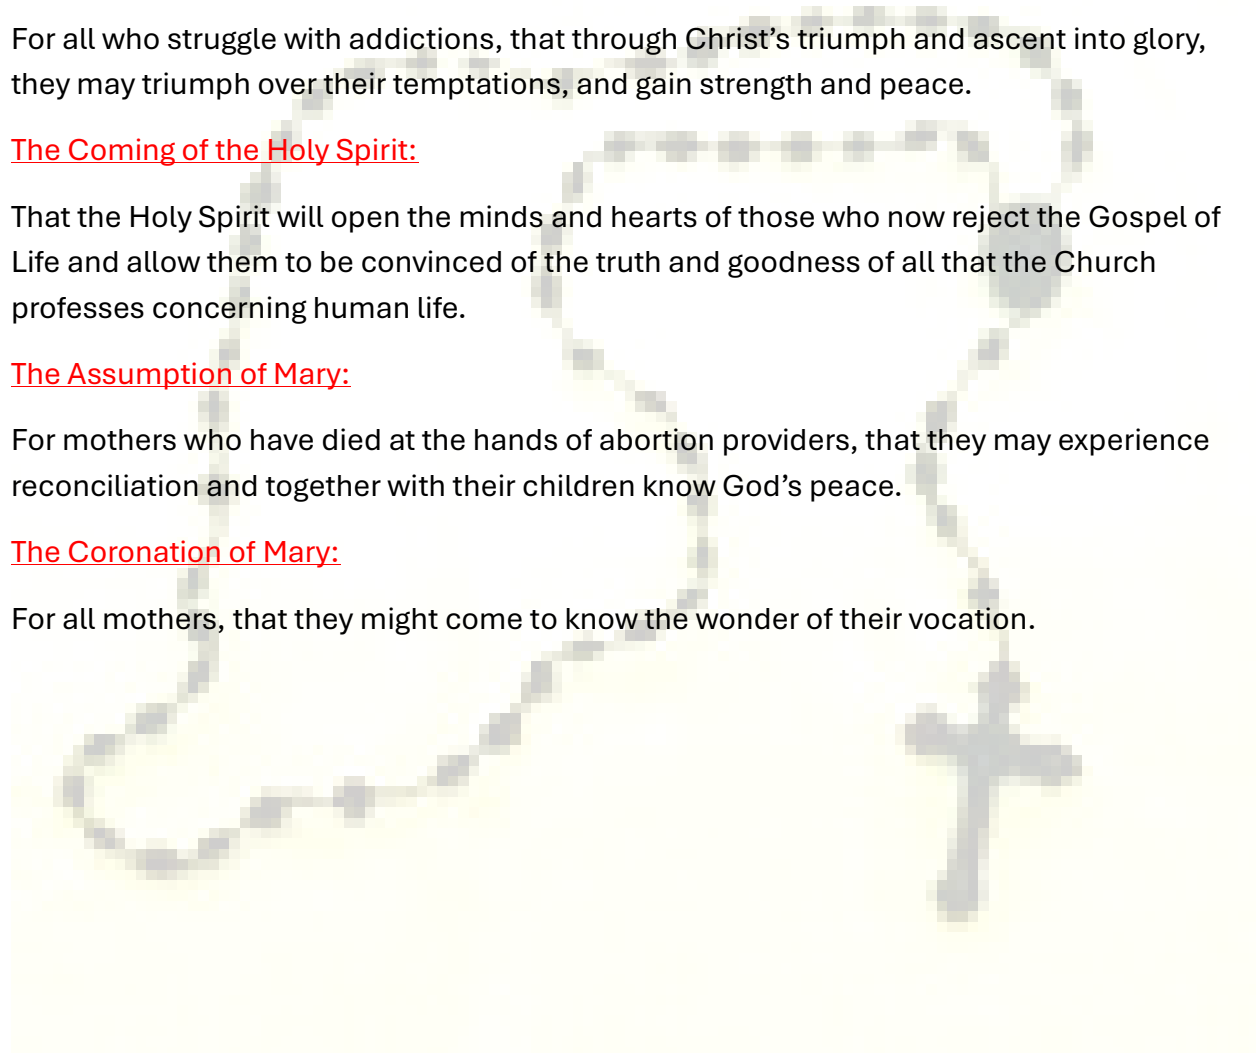 For all who struggle with addictions, that through Christ’s triumph and ascent into glory,
they may triumph over their temptations, and gain strength and peace.
The Coming of the Holy Spirit:
That the Holy Spirit will open the minds and hearts of those who now reject the Gospel of
Life and allow them to be convinced of the truth and goodness of all that the Church
professes concerning human life.
The Assumption of Mary:
For mothers who have died at the hands of abortion providers, that they may experience
reconciliation and together with their children know God’s peace.
The Coronation of Mary:
For all mothers, that they might come to know the wonder of their vocation.